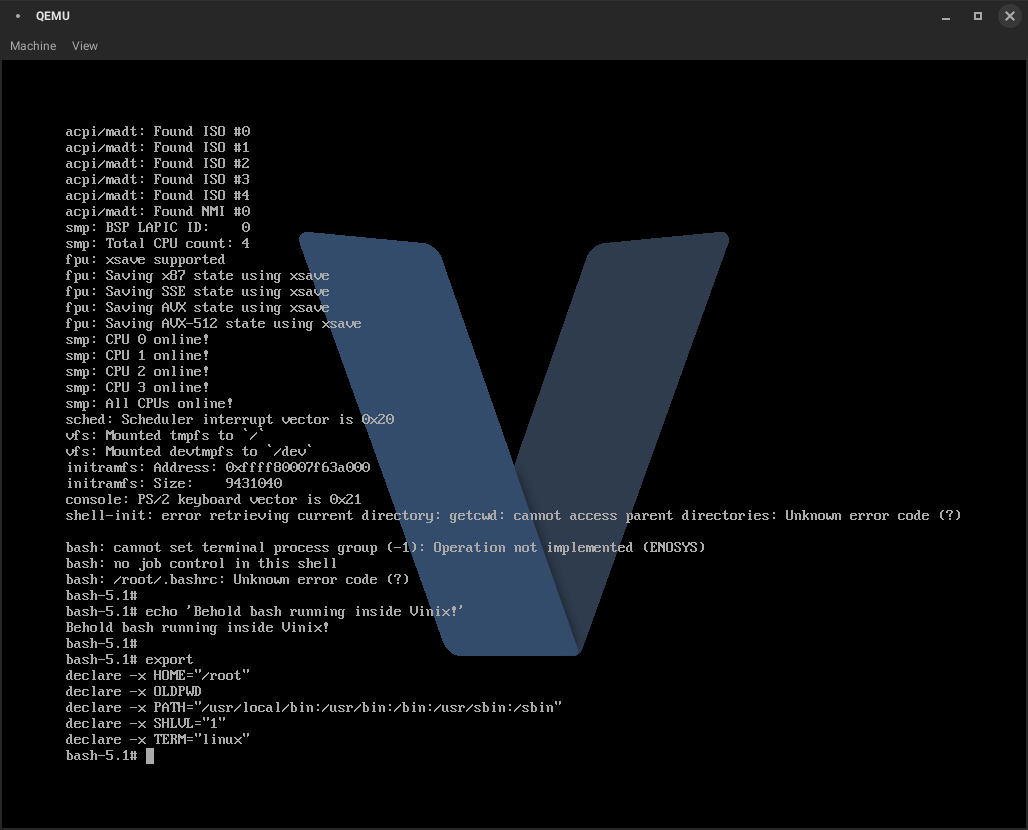 QEMU
Machine View
acpi/madt: Found ISO #0
acpi/madt: Found ISO #1
acpi/madt: Found ISO #2
acpi/madt: Found ISO #3
acpi/madt: Found ISO #4
acpi/madt: Found NMI #0
smp: BSP LAPIC ID:    0
smp: Total CPU count: 4
fpu: xsave supported
fpu: Saving x87 state using xsave
fpu: Saving SSE state using xsave
fpu: Saving AVX state using xsave
fpu: Saving AVX-512 state using xsave
smp: CPU 0 online!
smp: CPU 1 online!
smp: CPU 2 online!
smp: CPU 3 online!
smp: All CPUs online!
sched: Scheduler interrupt vector is 0x20
vfs: Mounted tmpfs to `/`
vfs: Mounted devtmpfs to `/dev`
initramfs: Address: 0xffff80007f63a000
initramfs: Size:    9431040
console: PS/2 keyboard vector is 0x21
shell-init: error retrieving current directory: getcwd: cannot access parent directories: Unknown error code (?)
bash: cannot set terminal process group (-1): Operation not implemented (ENOSYS)
bash: no job control in this shell
bash: /root/.bashrc: Unknown error code (?)
bash-5.1#
bash-5.1# echo 'Behold bash running inside Vinix!'
Behold bash running inside Vinix!
bash-5.1#
bash-5.1# export
declare -x HOME="/root"
declare -x OLDPWD
declare -x PATH="/usr/local/bin:/usr/bin:/bin:/usr/sbin:/sbin"
declare -x SHLVL="1"
declare -x TERM="linux"
bash-5.1#